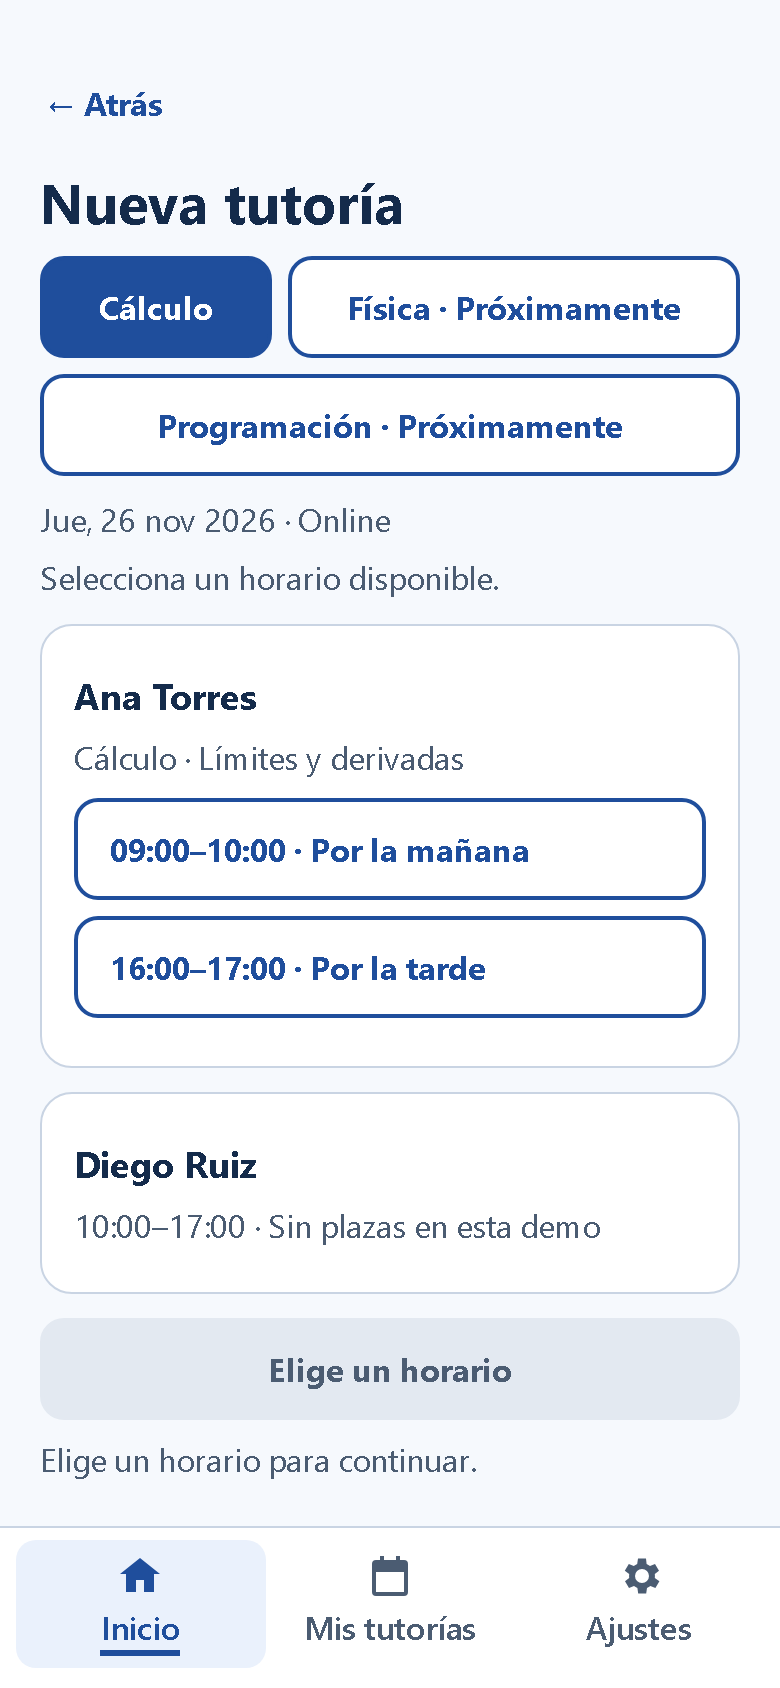 ← Atrás
Nueva tutoría
Cálculo
Física · Próximamente
Programación · Próximamente
Jue, 26 nov 2026 · Online
Selecciona un horario disponible.
Ana Torres
Cálculo · Límites y derivadas
09:00–10:00 · Por la mañana
16:00–17:00 · Por la tarde
Diego Ruiz
10:00–17:00 · Sin plazas en esta demo
Elige un horario
Elige un horario para continuar.
Inicio
Mis tutorías
Ajustes